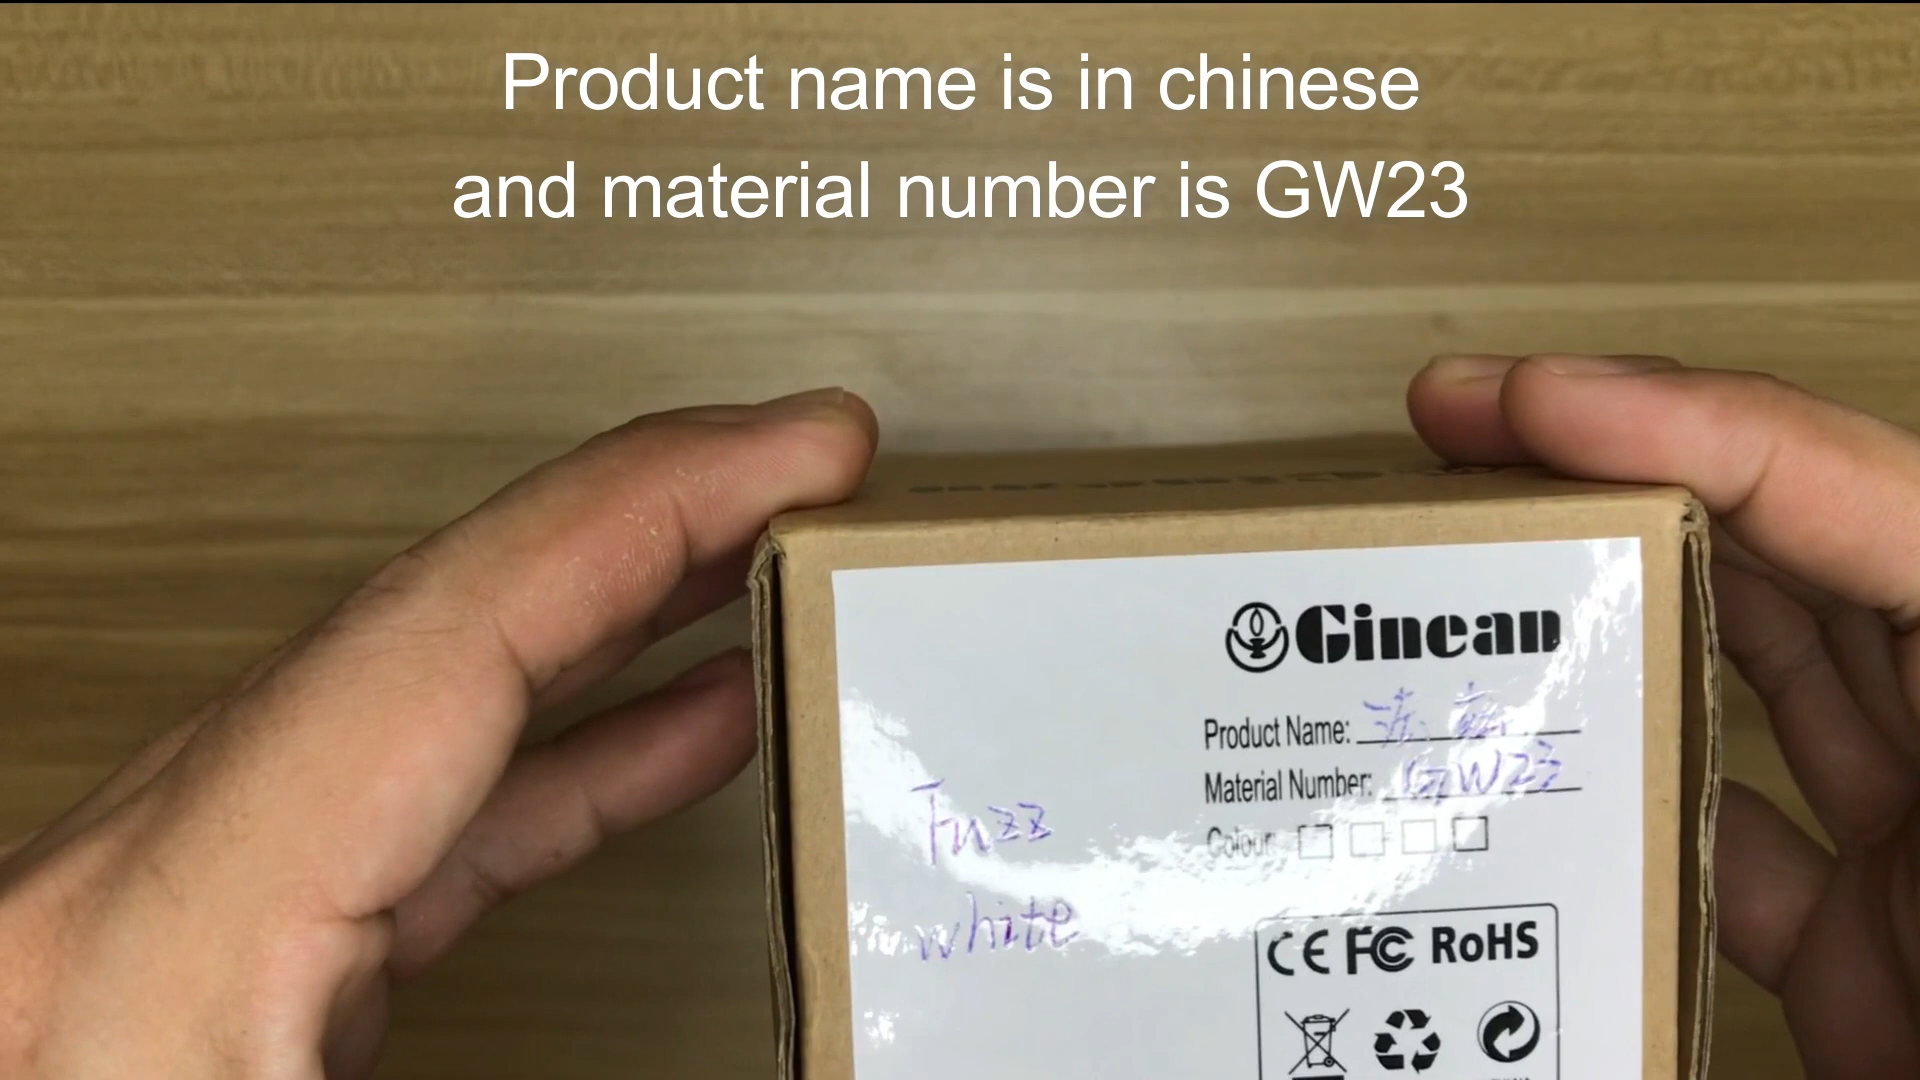 Product name is in chinese
and material number is GW23
Gincan
Product Name:
Material Number: GW23
Colour:
Fuzz
white
CE FC RoHS